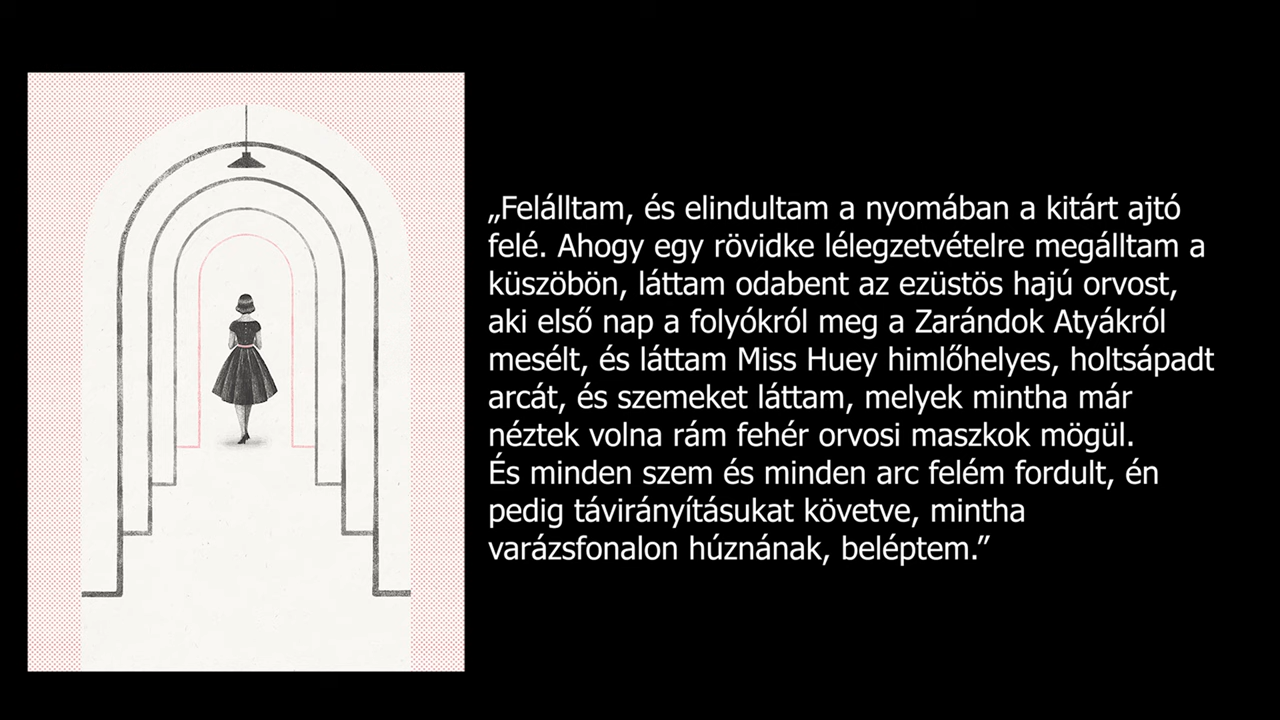 „Felálltam, és elindultam a nyomában a kitárt ajtó
felé. Ahogy egy rövidke lélegzetvételre megálltam a
küszöbön, láttam odabent az ezüstös hajú orvost,
aki első nap a folyókról meg a Zarándok Atyákról
mesélt, és láttam Miss Huey himlőhelyes, holtsápadt
arcát, és szemeket láttam, melyek mintha már
néztek volna rám fehér orvosi maszkok mögül.
És minden szem és minden arc felém fordult, én
pedig távirányításukat követve, mintha
varázsfonalon húznának, beléptem.”